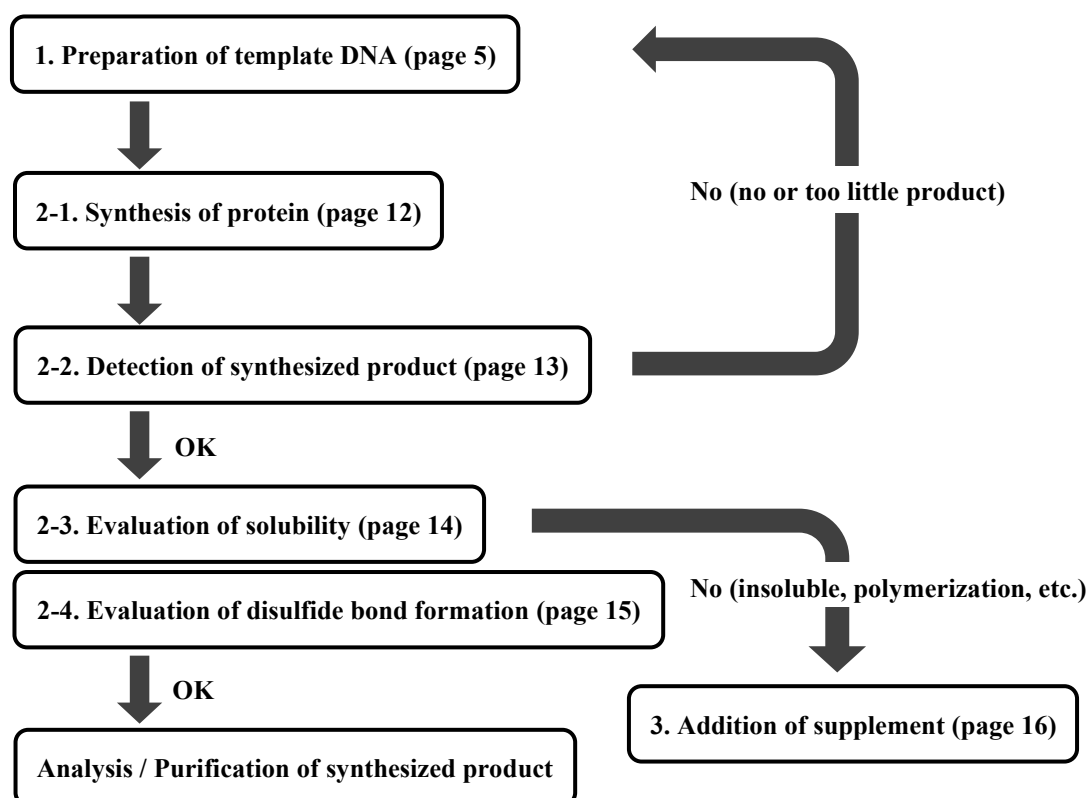 1. Preparation of template DNA (page 5)
No (no or too little product)
2-1. Synthesis of protein (page 12)
2-2. Detection of synthesized product (page 13)
OK
2-3. Evaluation of solubility (page 14)
No (insoluble, polymerization, etc.)
2-4. Evaluation of disulfide bond formation (page 15)
OK
3. Addition of supplement (page 16)
Analysis / Purification of synthesized product